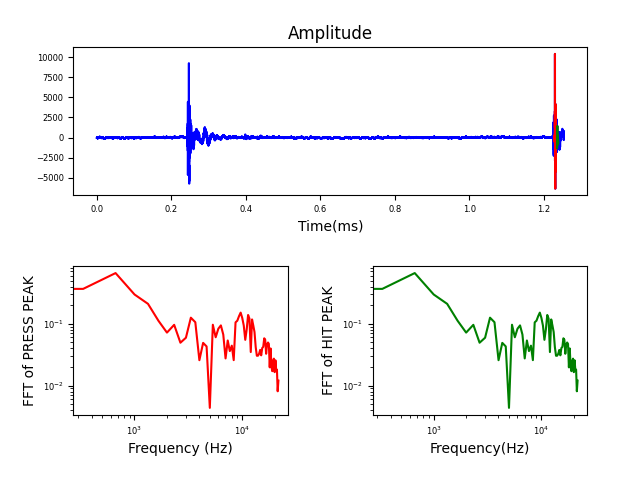 Amplitude
10000
7500
5000
2500
0
−2500
−5000
0.0 0.2 0.4 0.6 0.8 1.0 1.2
Time(ms)
FFT of PRESS PEAK
10⁻¹
10⁻²
10³ 10⁴
Frequency (Hz)
FFT of HIT PEAK
10⁻¹
10⁻²
10³ 10⁴
Frequency(Hz)